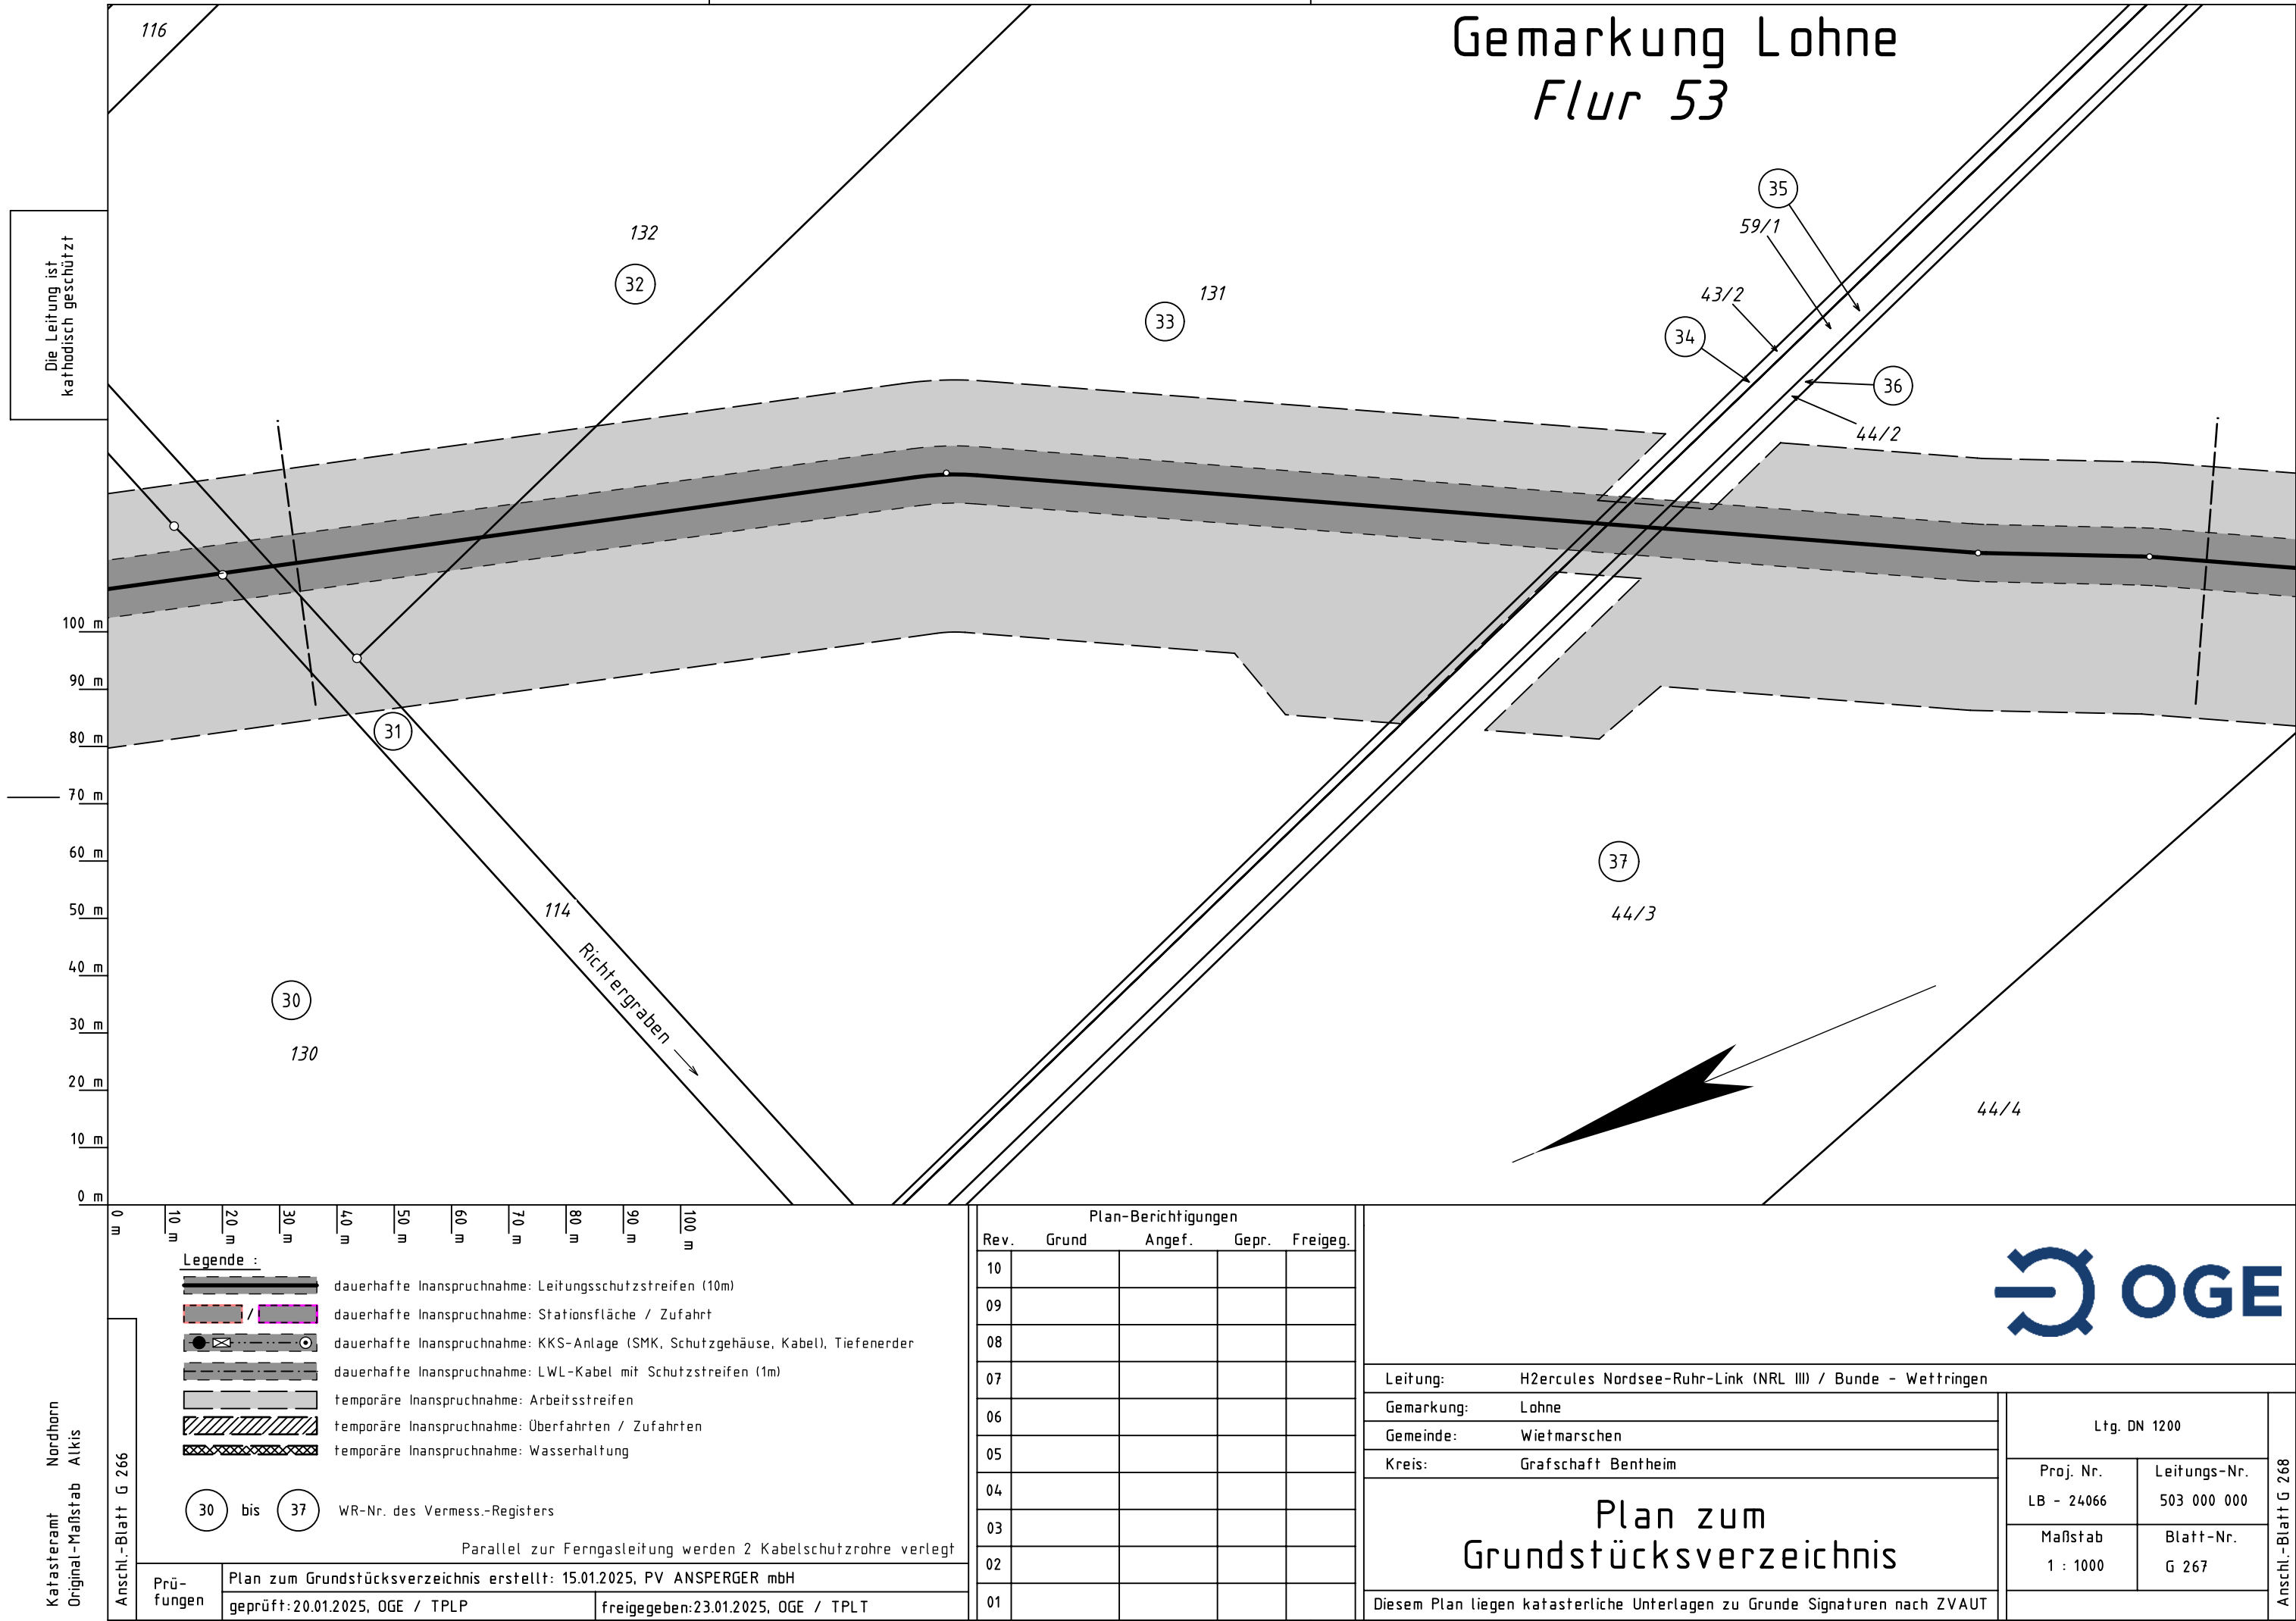 Gemarkung Lohne
Flur 53
116
132
32
131
33
35
59/1
43/2
34
36
44/2
31
114
Richtergraben
30
130
37
44/3
44/4
Die Leitung ist
kathodisch geschützt
100 m
90 m
80 m
70 m
60 m
50 m
40 m
30 m
20 m
10 m
0 m
0 m
10 m
20 m
30 m
40 m
50 m
60 m
70 m
80 m
90 m
100 m
Legende :
dauerhafte Inanspruchnahme: Leitungsschutzstreifen (10m)
/ dauerhafte Inanspruchnahme: Stationsfläche / Zufahrt
dauerhafte Inanspruchnahme: KKS-Anlage (SMK, Schutzgehäuse, Kabel), Tiefenerder
dauerhafte Inanspruchnahme: LWL-Kabel mit Schutzstreifen (1m)
temporäre Inanspruchnahme: Arbeitsstreifen
temporäre Inanspruchnahme: Überfahrten / Zufahrten
temporäre Inanspruchnahme: Wasserhaltung
30 bis 37 WR-Nr. des Vermess.-Registers
Parallel zur Ferngasleitung werden 2 Kabelschutzrohre verlegt
Prü-
fungen
Plan zum Grundstücksverzeichnis erstellt: 15.01.2025, PV ANSPERGER mbH
geprüft:20.01.2025, OGE / TPLP
freigegeben:23.01.2025, OGE / TPLT
Katasteramt Nordhorn
Original-Maßstab Alkis
Anschl.-Blatt G 266
Plan-Berichtigungen
Rev. Grund Angef. Gepr. Freigeg.
10
09
08
07
06
05
04
03
02
01
OGE
Leitung: H2ercules Nordsee-Ruhr-Link (NRL III) / Bunde - Wettringen
Gemarkung: Lohne
Gemeinde: Wietmarschen
Kreis: Grafschaft Bentheim
Plan zum
Grundstücksverzeichnis
Diesem Plan liegen katasterliche Unterlagen zu Grunde Signaturen nach ZVAUT
Ltg. DN 1200
Proj. Nr. Leitungs-Nr.
LB - 24066 503 000 000
Maßstab Blatt-Nr.
1 : 1000 G 267
Anschl.-Blatt G 268